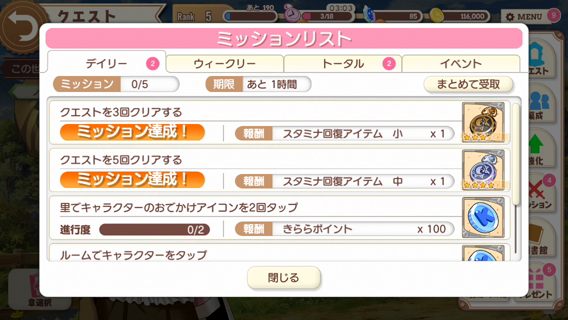 クエスト
Rank 5
あと 190
3/18
03:03
85
116,000
MENU
ミッションリスト
デイリー 2
ウィークリー
トータル 2
イベント
ミッション 0/5
期限 あと 1時間
まとめて受取
クエストを3回クリアする
ミッション達成！
報酬 スタミナ回復アイテム 小 x 1
クエストを5回クリアする
ミッション達成！
報酬 スタミナ回復アイテム 中 x 1
里でキャラクターのおでかけアイコンを2回タップ
進行度 0/2
報酬 きららポイント x 100
ルームでキャラクターをタップ
閉じる
章選択